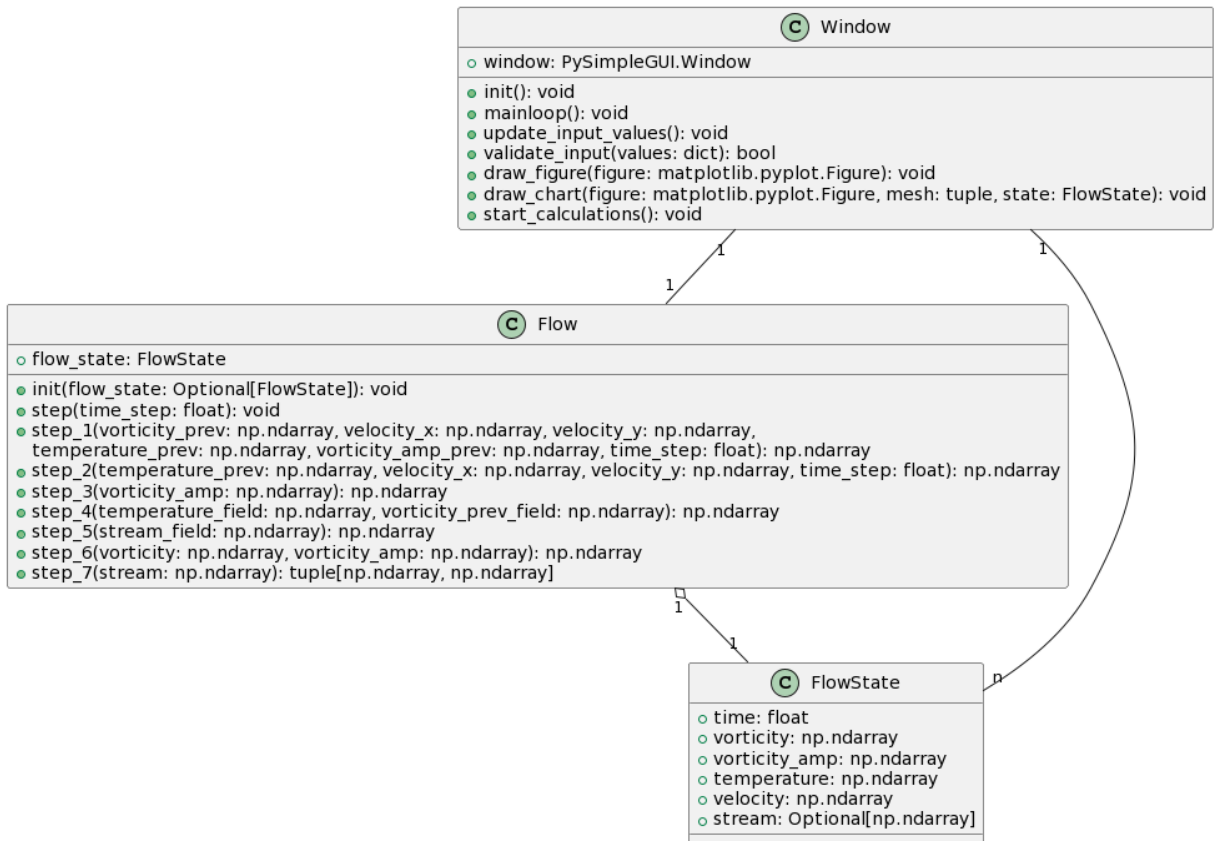 C Window
window: PySimpleGUI.Window
init(): void
mainloop(): void
update_input_values(): void
validate_input(values: dict): bool
draw_figure(figure: matplotlib.pyplot.Figure): void
draw_chart(figure: matplotlib.pyplot.Figure, mesh: tuple, state: FlowState): void
start_calculations(): void
1
1
1
C Flow
flow_state: FlowState
init(flow_state: Optional[FlowState]): void
step(time_step: float): void
step_1(vorticity_prev: np.ndarray, velocity_x: np.ndarray, velocity_y: np.ndarray,
temperature_prev: np.ndarray, vorticity_amp_prev: np.ndarray, time_step: float): np.ndarray
step_2(temperature_prev: np.ndarray, velocity_x: np.ndarray, velocity_y: np.ndarray, time_step: float): np.ndarray
step_3(vorticity_amp: np.ndarray): np.ndarray
step_4(temperature_field: np.ndarray, vorticity_prev_field: np.ndarray): np.ndarray
step_5(stream_field: np.ndarray): np.ndarray
step_6(vorticity: np.ndarray, vorticity_amp: np.ndarray): np.ndarray
step_7(stream: np.ndarray): tuple[np.ndarray, np.ndarray]
1
1
n
C FlowState
time: float
vorticity: np.ndarray
vorticity_amp: np.ndarray
temperature: np.ndarray
velocity: np.ndarray
stream: Optional[np.ndarray]